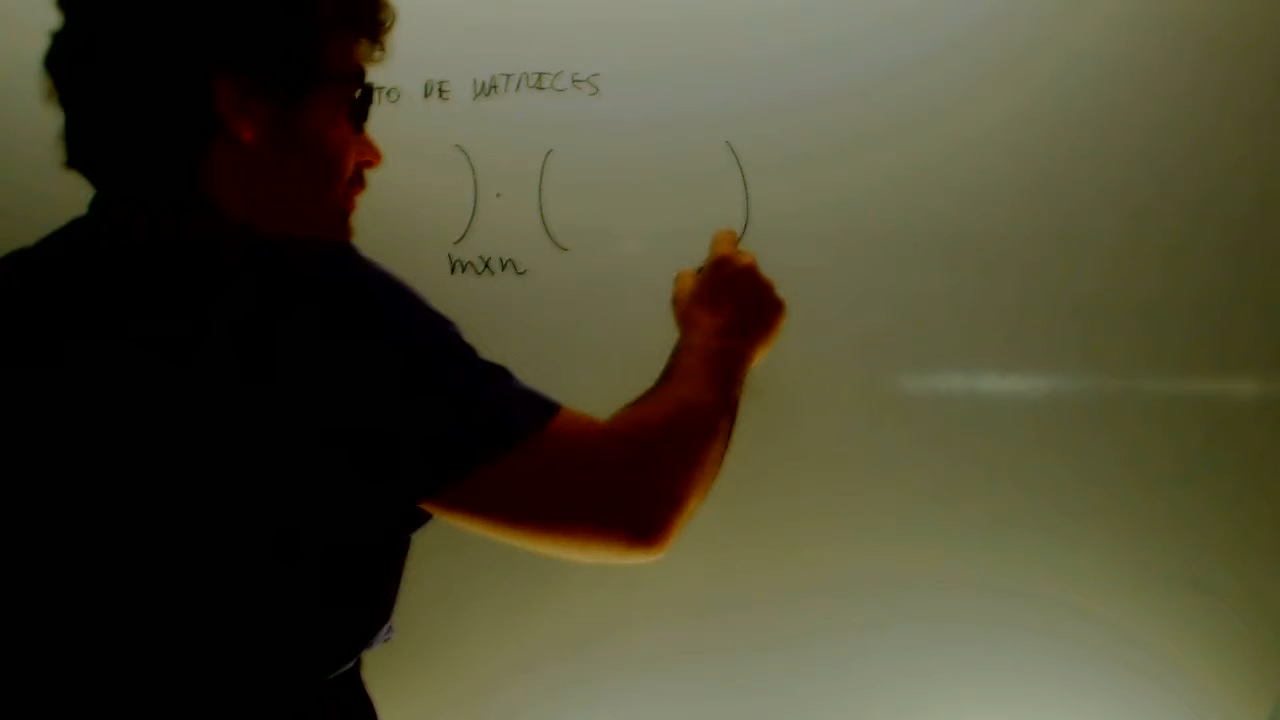 TO DE MATRICES
) · ( )
mxn